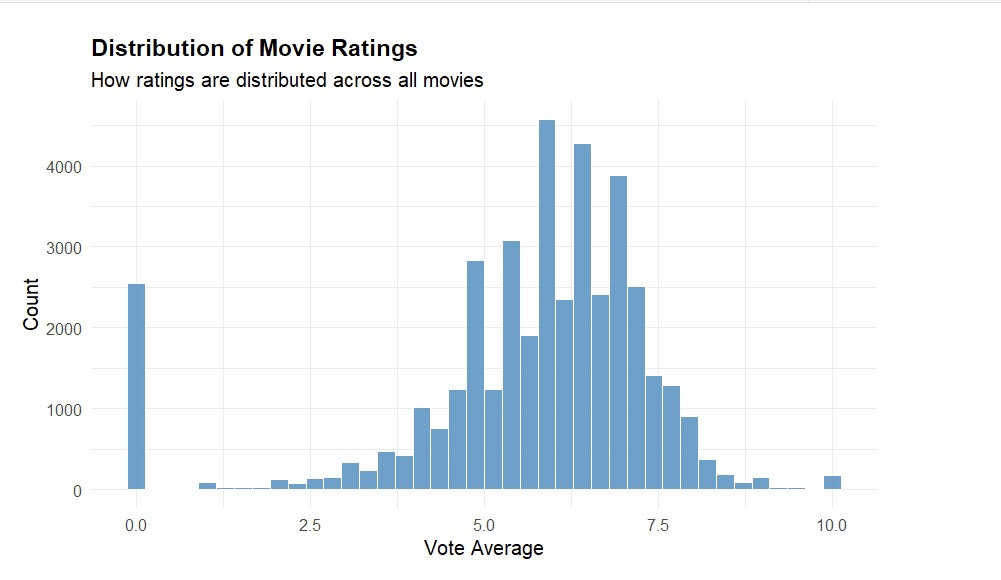 Distribution of Movie Ratings
How ratings are distributed across all movies
4000
3000
2000
1000
0
Count
0.0 2.5 5.0 7.5 10.0
Vote Average